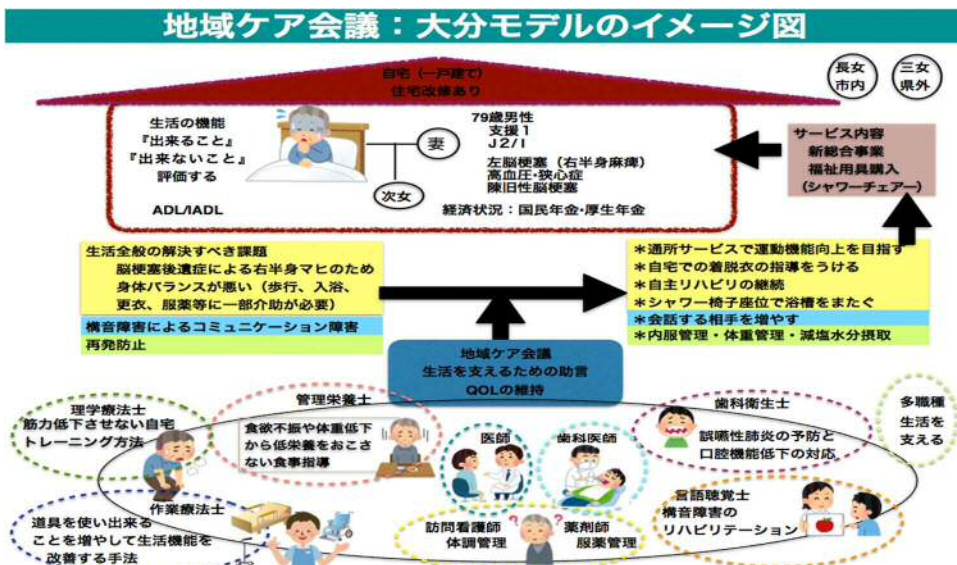 地域ケア会議：大分モデルのイメージ図
自宅（一戸建て）
住宅改修あり
長女
市内
三女
県外
生活の機能
『出来ること』
『出来ないこと』
評価する
ADL/IADL
妻
次女
79歳男性
支援1
J2/I
左脳梗塞（右半身麻痺）
高血圧・狭心症
陳旧性脳梗塞
経済状況：国民年金・厚生年金
サービス内容
新総合事業
福祉用具購入
（シャワーチェアー）
生活全般の解決すべき課題
脳梗塞後遺症による右半身マヒのため
身体バランスが悪い（歩行、入浴、
更衣、服薬等に一部介助が必要）
構音障害によるコミュニケーション障害
再発防止
＊通所サービスで運動機能向上を目指す
＊自宅での着脱衣の指導をうける
＊自主リハビリの継続
＊シャワー椅子座位で浴槽をまたぐ
＊会話する相手を増やす
＊内服管理・体重管理・減塩水分摂取
地域ケア会議
生活を支えるための助言
QOLの維持
理学療法士
筋力低下させない自宅
トレーニング方法
管理栄養士
食欲不振や体重低下
から低栄養をおこさ
ない食事指導
医師
歯科医師
歯科衛生士
誤嚥性肺炎の予防と
口腔機能低下の対応
多職種
生活を
支える
作業療法士
道具を使い出来る
ことを増やして生活機能を
改善する手法
訪問看護師
体調管理
？
？
薬剤師
服薬管理
言語聴覚士
構音障害の
リハビリテーション